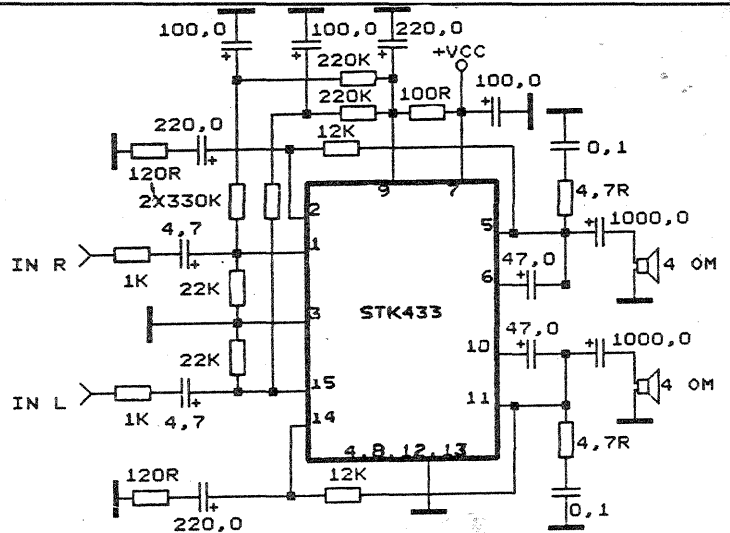 100,0 100,0 220,0
+VCC
220K
220K 100R 100,0
220,0 12K
0,1
120R
2X330K 9 7 4,7R
2
4,7 5 1000,0
1
IN R 47,0 4 OM
1K 22K 6
3
STK433
47,0
22K 10 1000,0
15 11
IN L 4 OM
1K 4,7 14
4,8,12,13 4,7R
120R 12K
220,0 0,1